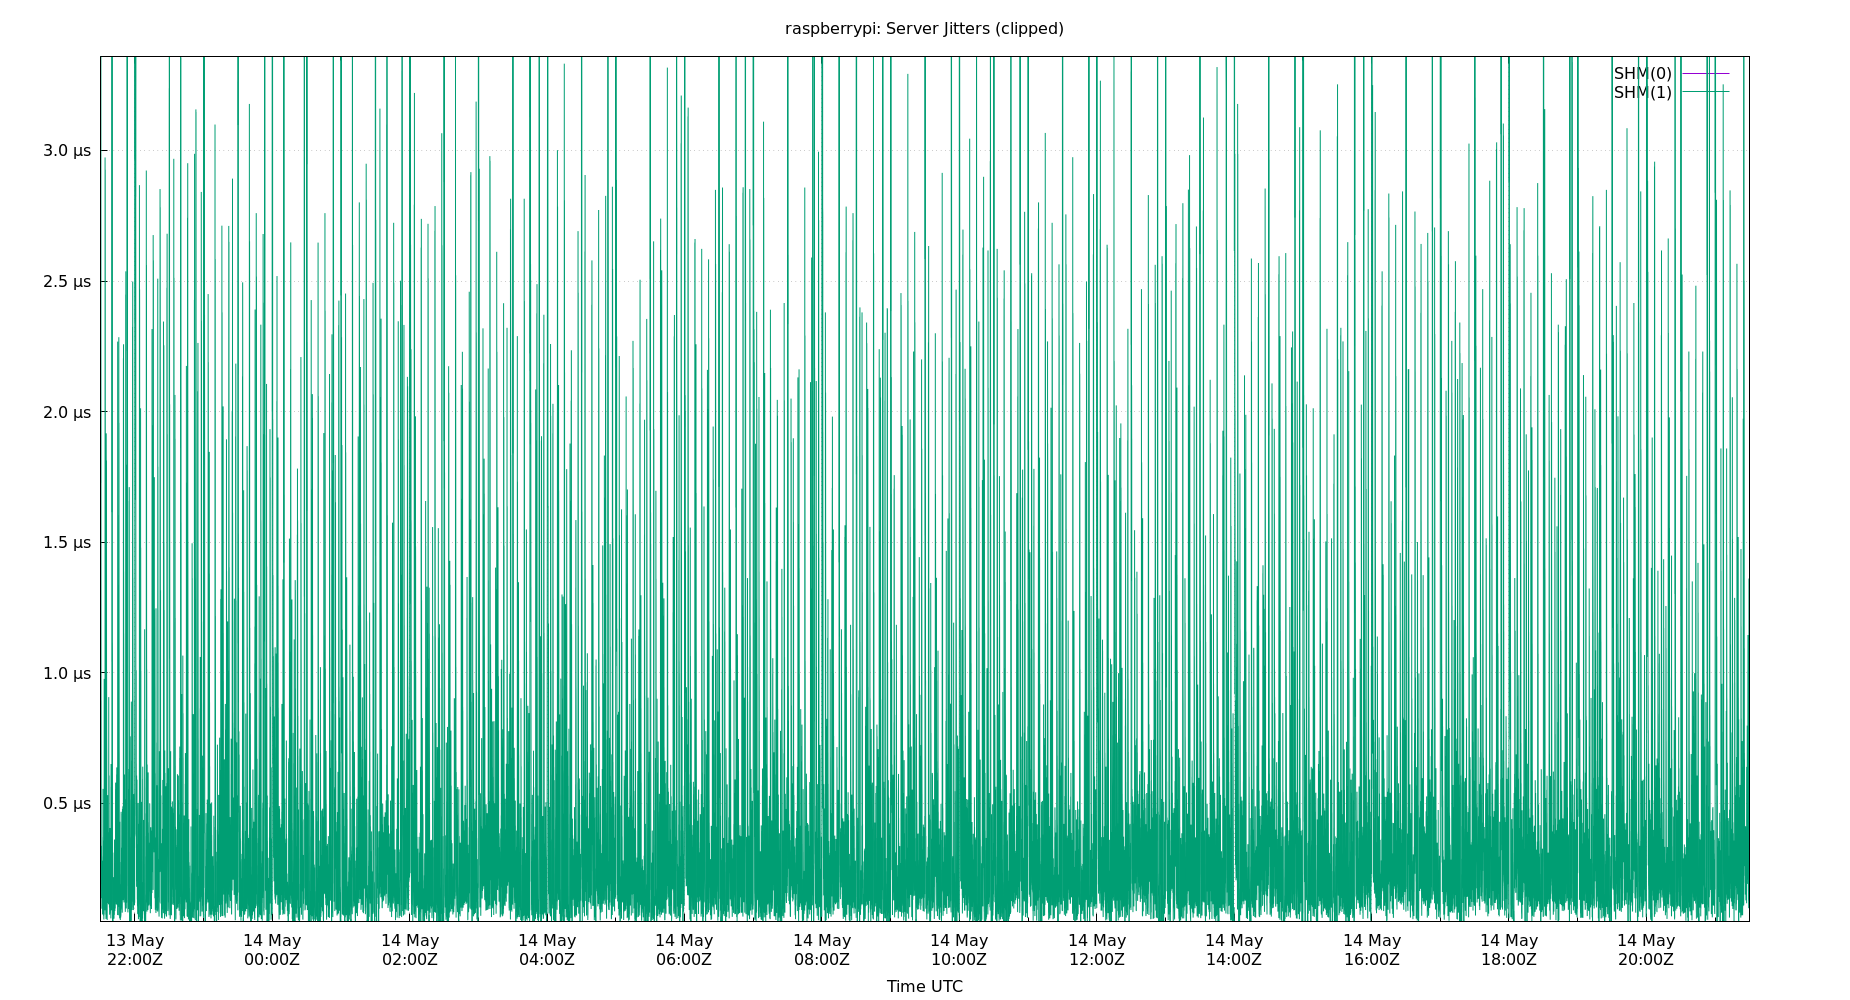 raspberrypi: Server Jitters (clipped)
SHM(0)
SHM(1)
3.0 µs
2.5 µs
2.0 µs
1.5 µs
1.0 µs
0.5 µs
13 May 14 May 14 May 14 May 14 May 14 May 14 May 14 May 14 May 14 May 14 May 14 May
22:00Z 00:00Z 02:00Z 04:00Z 06:00Z 08:00Z 10:00Z 12:00Z 14:00Z 16:00Z 18:00Z 20:00Z
Time UTC